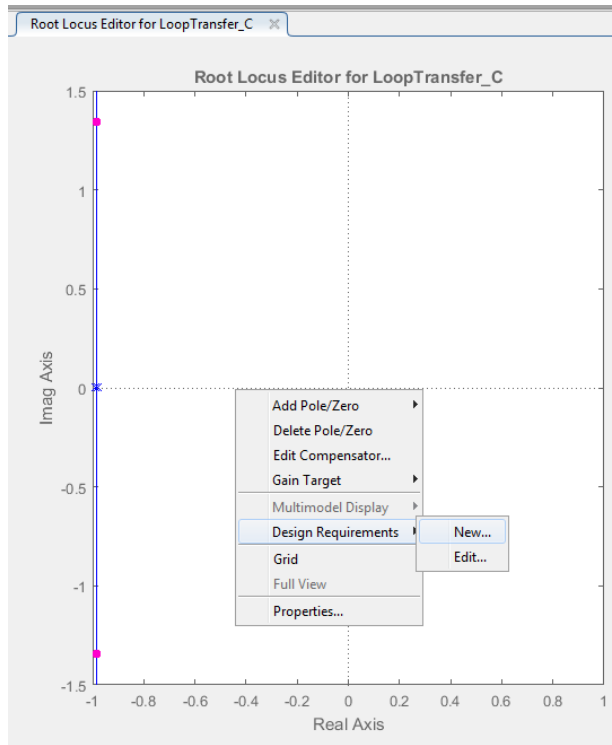 Root Locus Editor for LoopTransfer_C
Root Locus Editor for LoopTransfer_C
1.5
1
0.5
0
-0.5
-1
-1.5
Imag Axis
Add Pole/Zero
Delete Pole/Zero
Edit Compensator...
Gain Target
Multimodel Display
Design Requirements
New...
Edit...
Grid
Full View
Properties...
-1 -0.8 -0.6 -0.4 -0.2 0 0.2 0.4 0.6 0.8 1
Real Axis